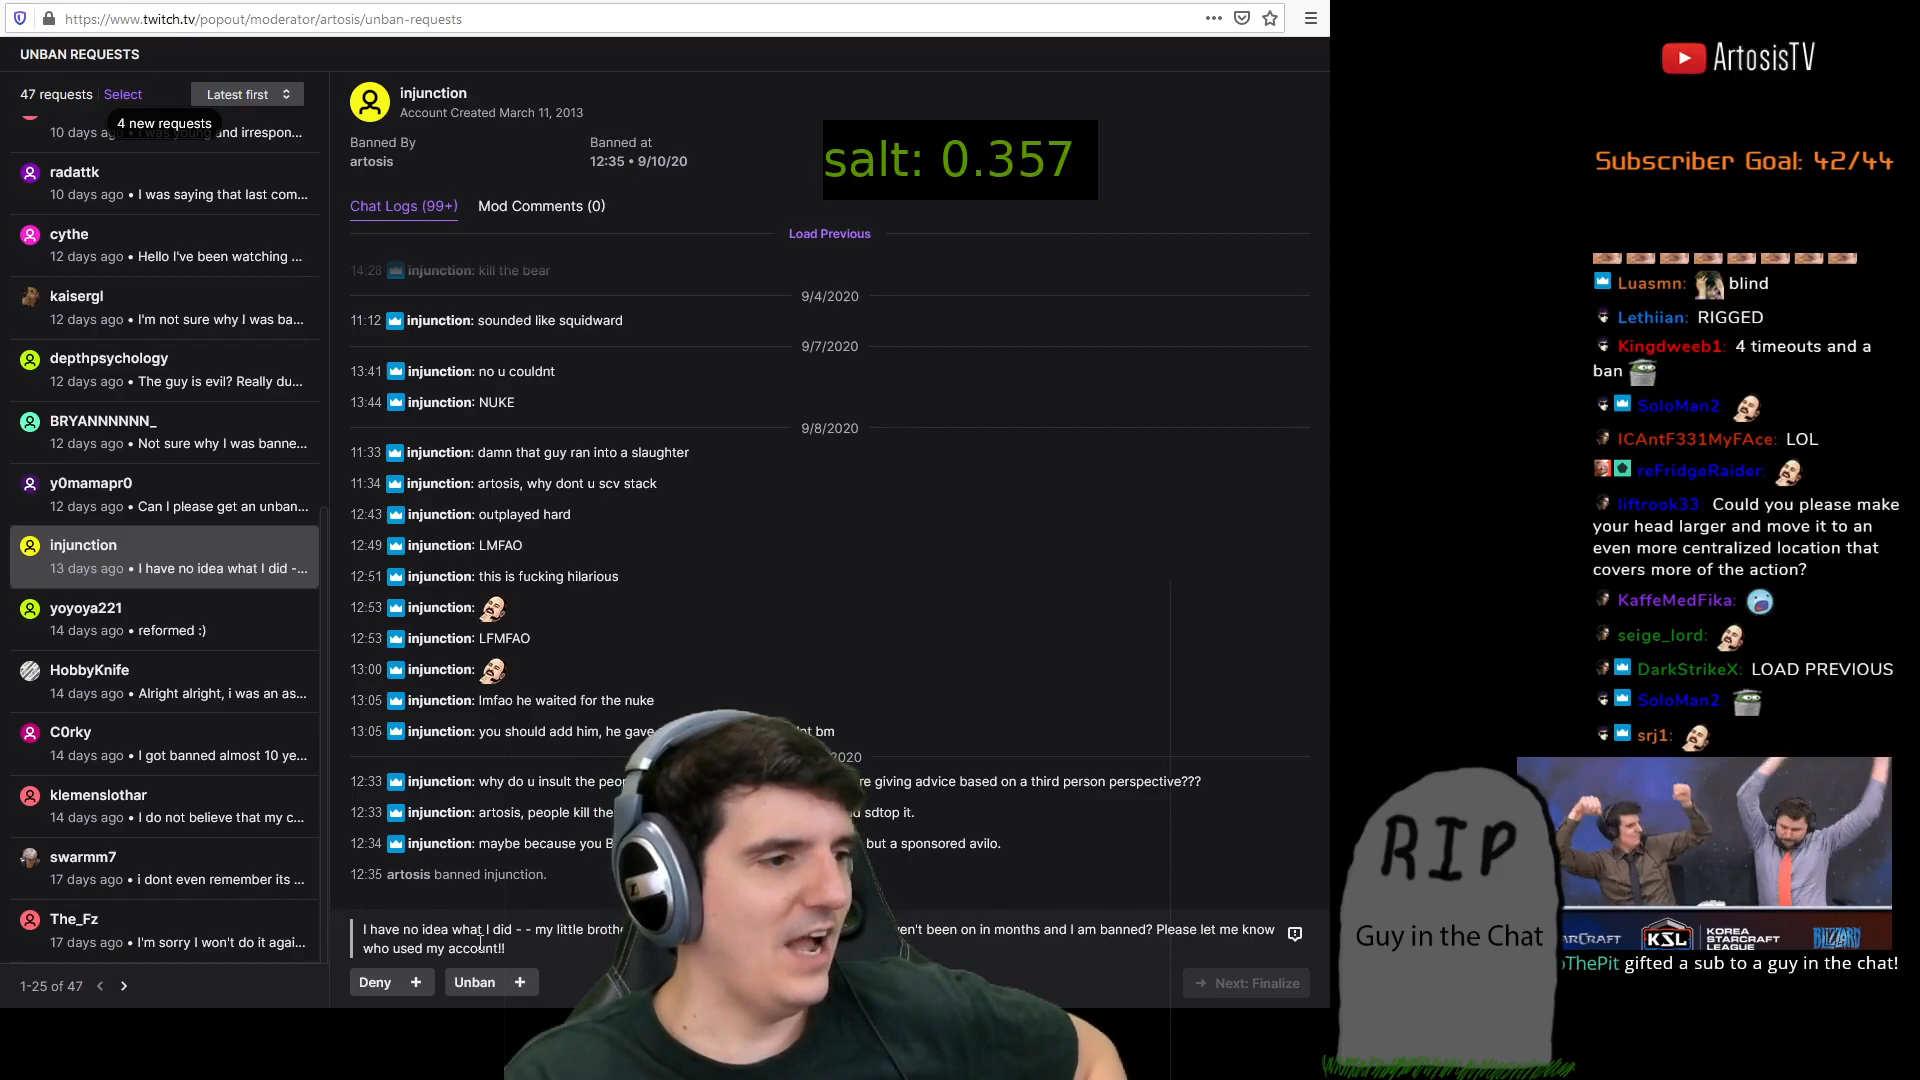 https://www.twitch.tv/popout/moderator/artosis/unban-requests
UNBAN REQUESTS
47 requests Select Latest first
4 new requests
10 days ago • I was young and irrespon...
radattk
10 days ago • I was saying that last com...
cythe
12 days ago • Hello I've been watching ...
kaisergl
12 days ago • I'm not sure why I was ba...
depthpsychology
12 days ago • The guy is evil? Really du...
BRYANNNNNN_
12 days ago • Not sure why I was banne...
y0mamapr0
12 days ago • Can I please get an unban...
injunction
13 days ago • I have no idea what I did -...
yoyoya221
14 days ago • reformed :)
HobbyKnife
14 days ago • Alright alright, i was an as...
C0rky
14 days ago • I got banned almost 10 ye...
klemenslothar
14 days ago • I do not believe that my c...
swarmm7
17 days ago • i dont even remember its ...
The_Fz
17 days ago • I'm sorry I won't do it agai...
1-25 of 47
injunction
Account Created March 11, 2013
Banned By Banned at
artosis 12:35 • 9/10/20
salt: 0.357
Chat Logs (99+) Mod Comments (0)
Load Previous
14:28 injunction: kill the bear
9/4/2020
11:12 injunction: sounded like squidward
9/7/2020
13:41 injunction: no u couldnt
13:44 injunction: NUKE
9/8/2020
11:33 injunction: damn that guy ran into a slaughter
11:34 injunction: artosis, why dont u scv stack
12:43 injunction: outplayed hard
12:49 injunction: LMFAO
12:51 injunction: this is fucking hilarious
12:53 injunction:
12:53 injunction: LFMFAO
13:00 injunction:
13:05 injunction: lmfao he waited for the nuke
13:05 injunction: you should add him, he gave bm
2020
12:33 injunction: why do u insult the giving advice based on a third person perspective???
12:33 injunction: artosis, people kill the sdtop it.
12:34 injunction: maybe because you but a sponsored avilo.
12:35 artosis banned injunction.
I have no idea what I did - - my little been on in months and I am banned? Please let me know
who used my account!!
Deny + Unban + Next: Finalize
ArtosisTV
Subscriber Goal: 42/44
Luasmn: blind
Lethiian: RIGGED
Kingdweeb1: 4 timeouts and a
ban
SoloMan2:
ICAntF331MyFAce: LOL
reFridgeRaider:
liftrook33: Could you please make
your head larger and move it to an
even more centralized location that
covers more of the action?
KaffeMedFika:
seige_lord:
DarkStrikeX: LOAD PREVIOUS
SoloMan2:
srj1:
RIP
Guy in the Chat
KSL KOREA
STARCRAFT
LEAGUE
BLIZZARD
gifted a sub to a guy in the chat!